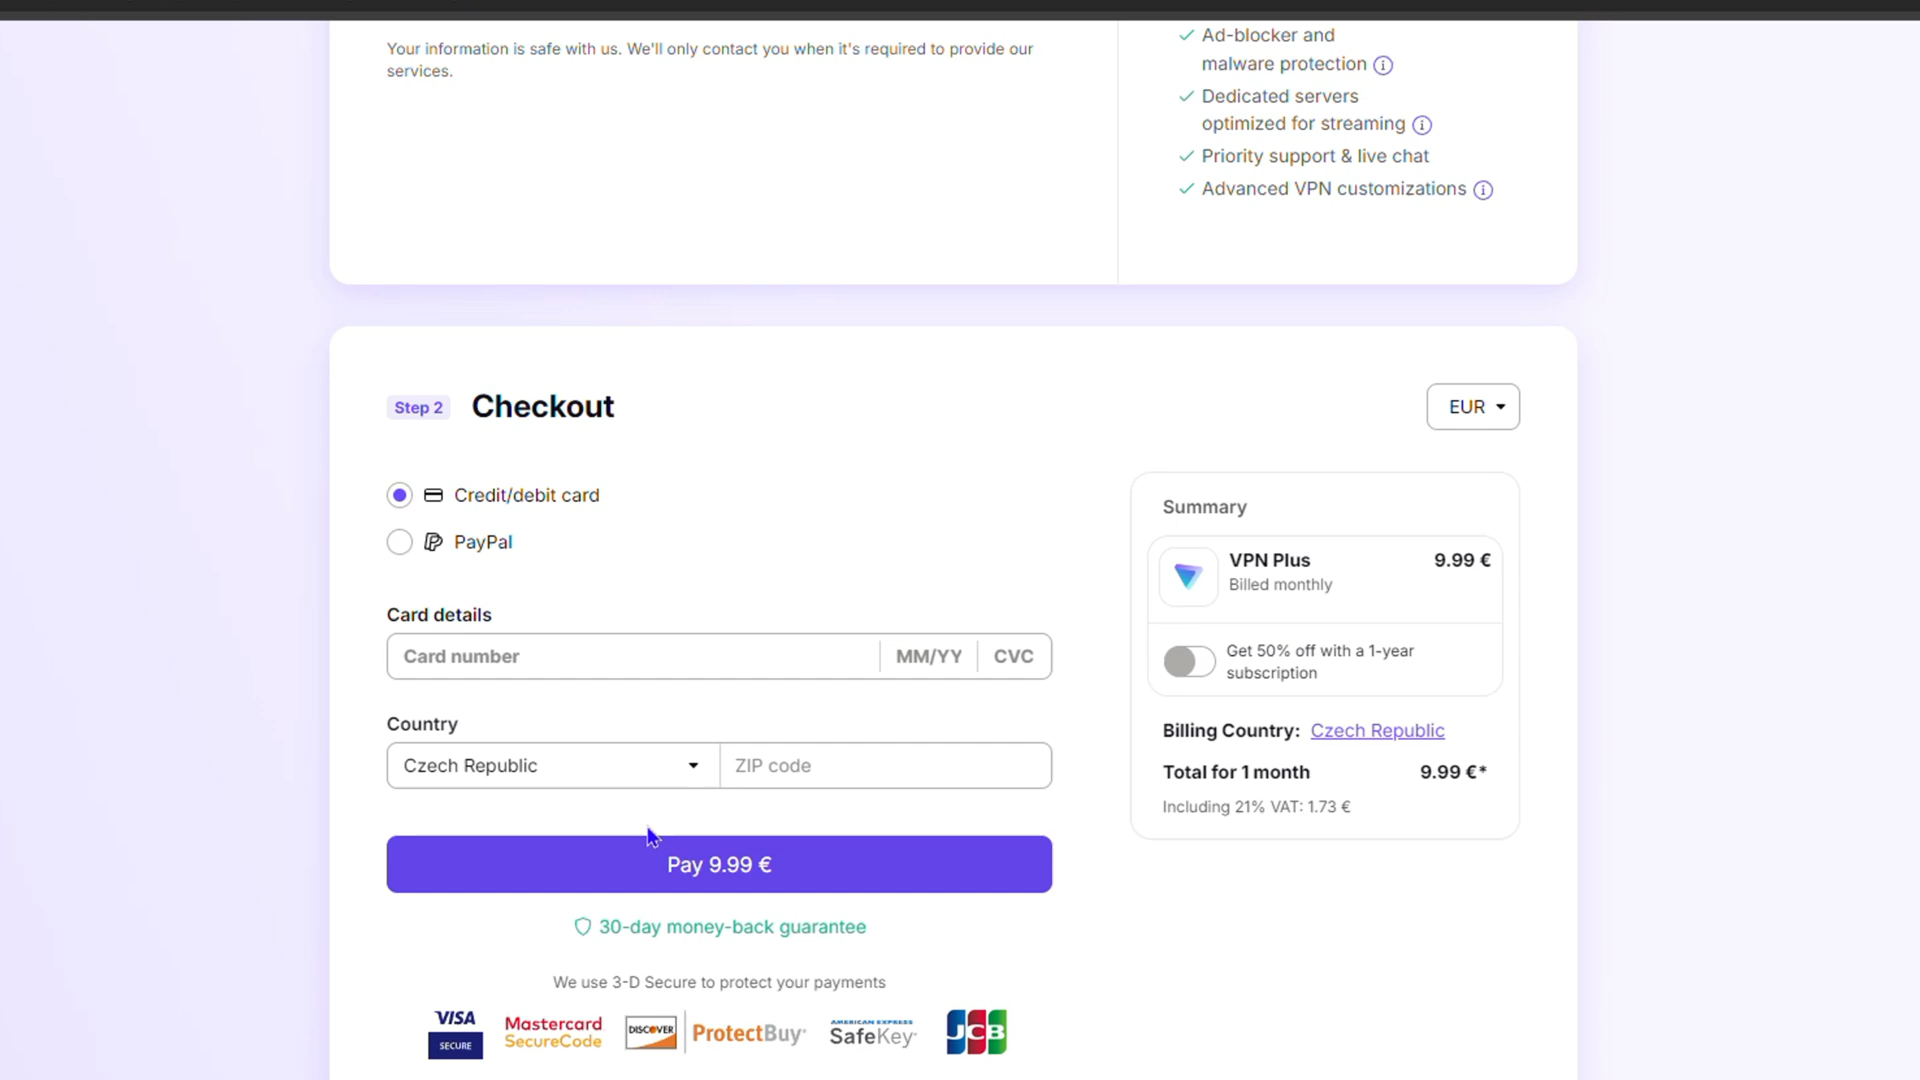 Your information is safe with us. We'll only contact you when it's required to provide our
services.
Ad-blocker and
malware protection
Dedicated servers
optimized for streaming
Priority support & live chat
Advanced VPN customizations
Step 2 Checkout
EUR
Credit/debit card
PayPal
Card details
Card number MM/YY CVC
Country
Czech Republic ZIP code
Pay 9.99 €
30-day money-back guarantee
We use 3-D Secure to protect your payments
VISA
SECURE
Mastercard
SecureCode
DISCOVER ProtectBuy
AMERICAN EXPRESS
SafeKey
JCB
Summary
VPN Plus 9.99 €
Billed monthly
Get 50% off with a 1-year
subscription
Billing Country: Czech Republic
Total for 1 month 9.99 €*
Including 21% VAT: 1.73 €